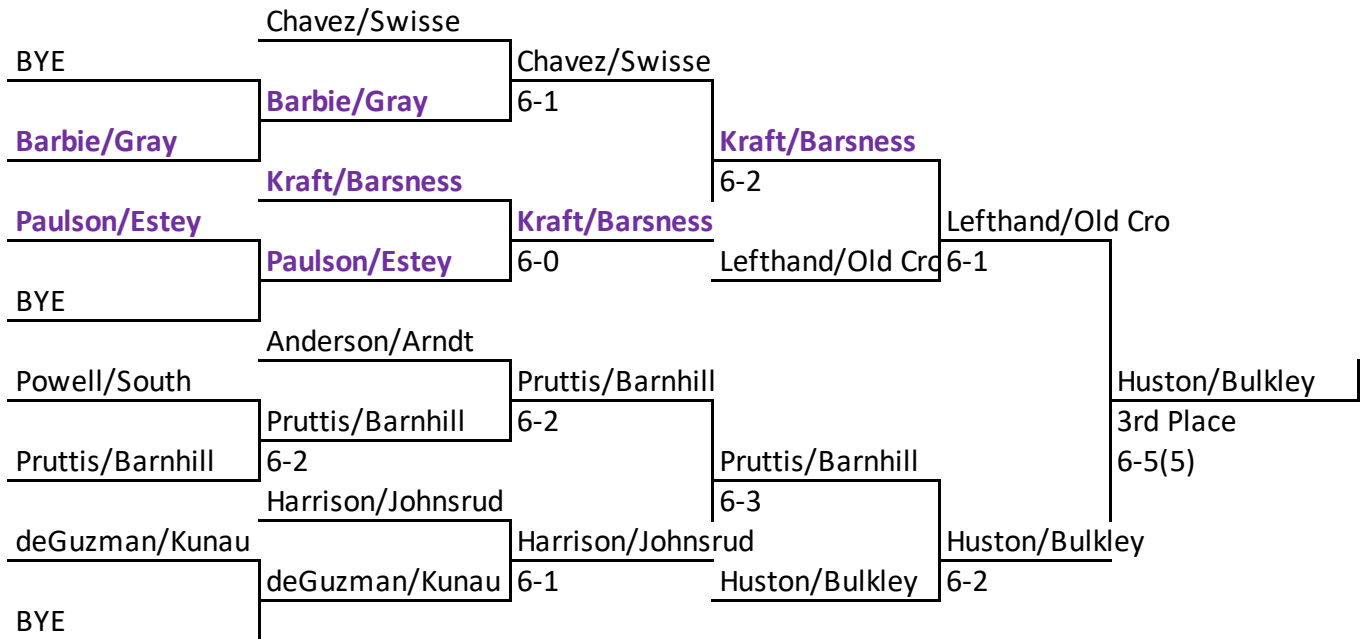 Chavez/Swisse
BYE
Chavez/Swisse
Barbie/Gray
6-1
Barbie/Gray
Kraft/Barsness
Kraft/Barsness
6-2
Paulson/Estey
Kraft/Barsness
Lefthand/Old Cro
Paulson/Estey
6-0
Lefthand/Old Cro
6-1
BYE
Anderson/Arndt
Powell/South
Pruttis/Barnhill
Huston/Bulkley
Pruttis/Barnhill
6-2
3rd Place
Pruttis/Barnhill
6-2
Pruttis/Barnhill
6-5(5)
Harrison/Johnsrud
6-3
deGuzman/Kunau
Harrison/Johnsrud
Huston/Bulkley
deGuzman/Kunau
6-1
Huston/Bulkley
6-2
BYE